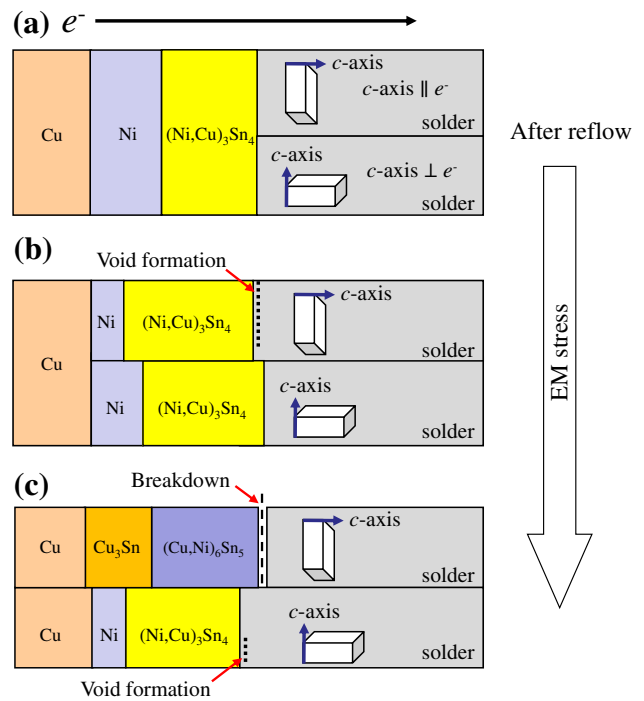 (a) e-
Cu
Ni
(Ni,Cu)3Sn4
c-axis
c-axis ∥ e-
solder
c-axis
c-axis ⊥ e-
solder
After reflow
(b)
Void formation
Cu
Ni
(Ni,Cu)3Sn4
c-axis
solder
Ni
(Ni,Cu)3Sn4
c-axis
solder
EM stress
(c)
Breakdown
Cu
Cu3Sn
(Cu,Ni)6Sn5
c-axis
solder
Cu
Ni
(Ni,Cu)3Sn4
c-axis
solder
Void formation